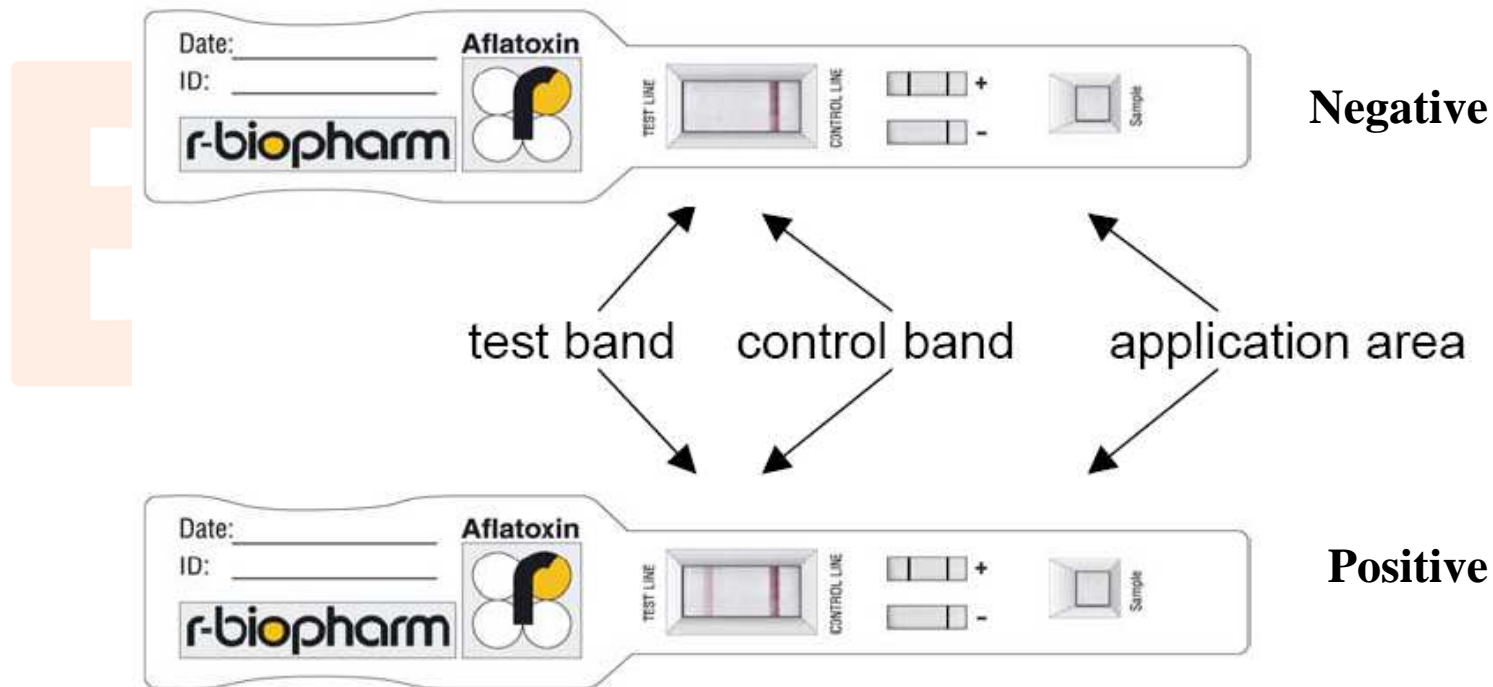 Date:
ID:
Aflatoxin
r-biopharm
r
TEST LINE
CONTROL LINE
+
-
Sample
Negative
test band control band application area
Date:
ID:
Aflatoxin
r-biopharm
r
TEST LINE
CONTROL LINE
+
-
Sample
Positive